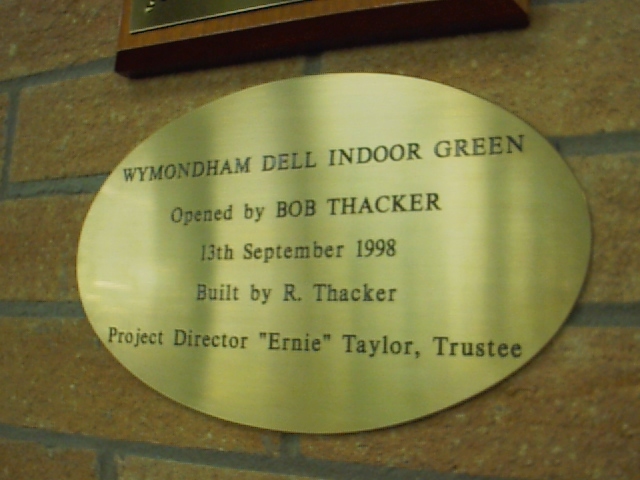 WYMONDHAM DELL INDOOR GREEN
Opened by BOB THACKER
13th September 1998
Built by R. Thacker
Project Director "Ernie" Taylor, Trustee